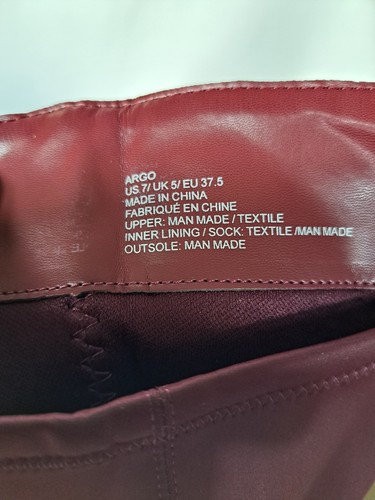 ARGO
US 7/ UK 5/ EU 37.5
MADE IN CHINA
FABRIQUÉ EN CHINE
UPPER: MAN MADE / TEXTILE
INNER LINING / SOCK: TEXTILE /MAN MADE
OUTSOLE: MAN MADE